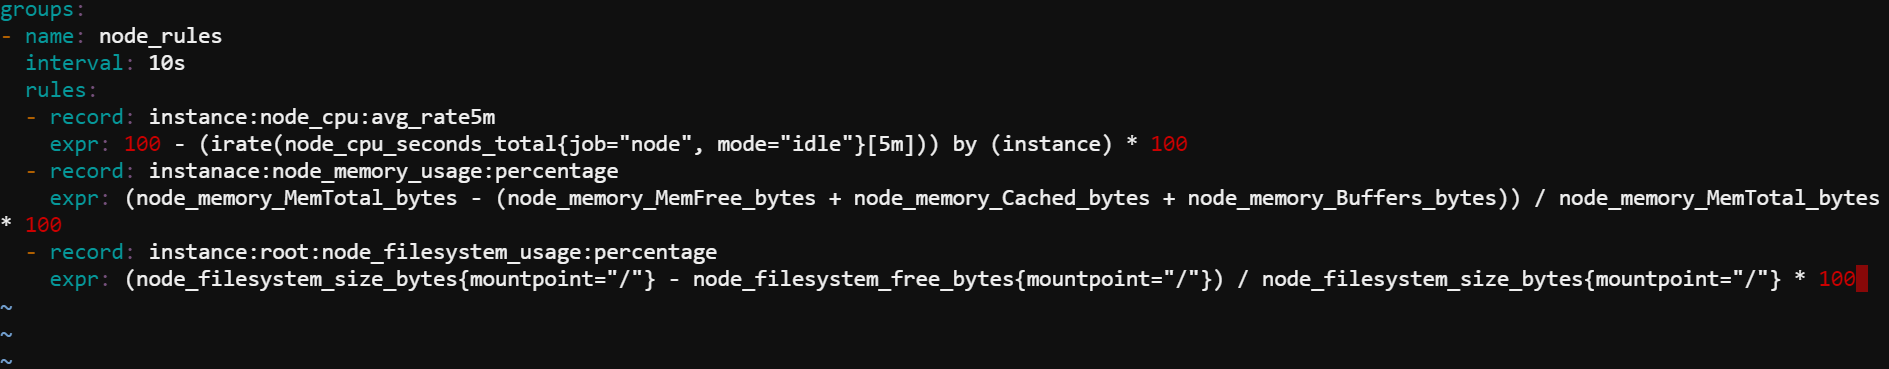 groups:
- name: node_rules
  interval: 10s
  rules:
  - record: instance:node_cpu:avg_rate5m
    expr: 100 - (irate(node_cpu_seconds_total{job="node", mode="idle"}[5m])) by (instance) * 100
  - record: instanace:node_memory_usage:percentage
    expr: (node_memory_MemTotal_bytes - (node_memory_MemFree_bytes + node_memory_Cached_bytes + node_memory_Buffers_bytes)) / node_memory_MemTotal_bytes
* 100
  - record: instance:root:node_filesystem_usage:percentage
    expr: (node_filesystem_size_bytes{mountpoint="/"} - node_filesystem_free_bytes{mountpoint="/"}) / node_filesystem_size_bytes{mountpoint="/"} * 100
~
~
~